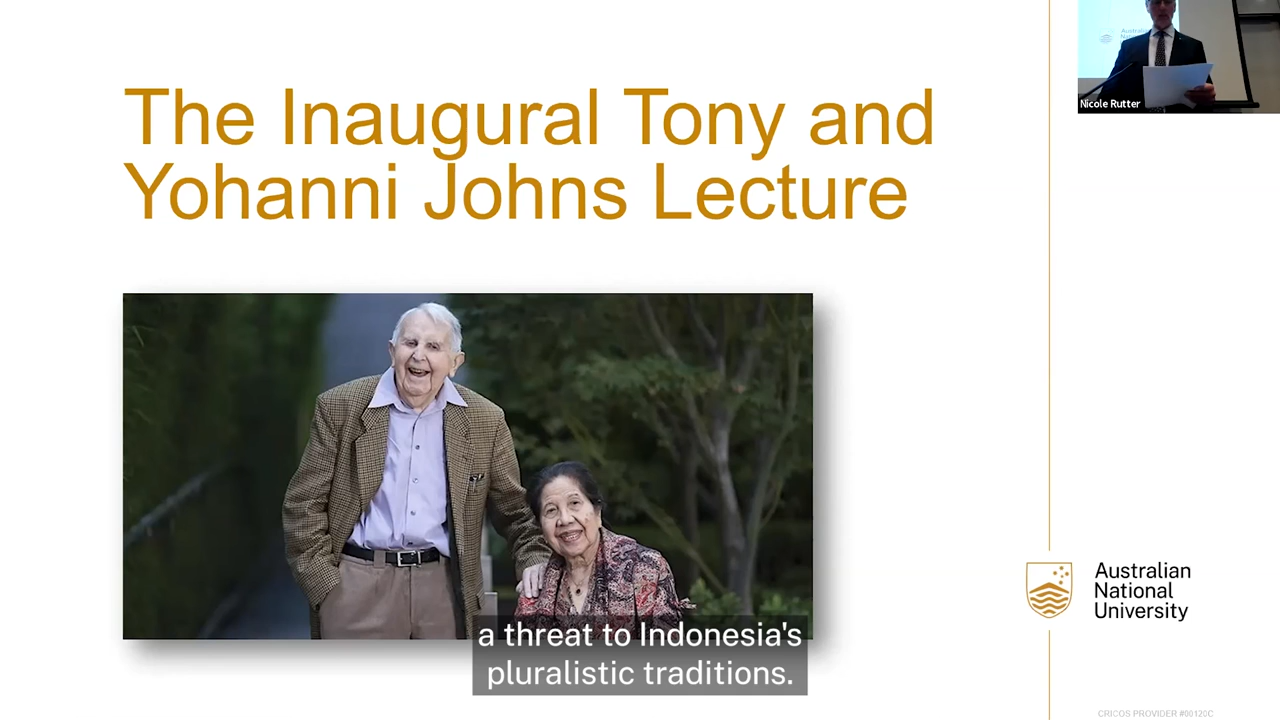 The Inaugural Tony and
Yohanni Johns Lecture
Nicole Rutter
Australian
National
University
a threat to Indonesia's
pluralistic traditions.
CRICOS PROVIDER #00120C